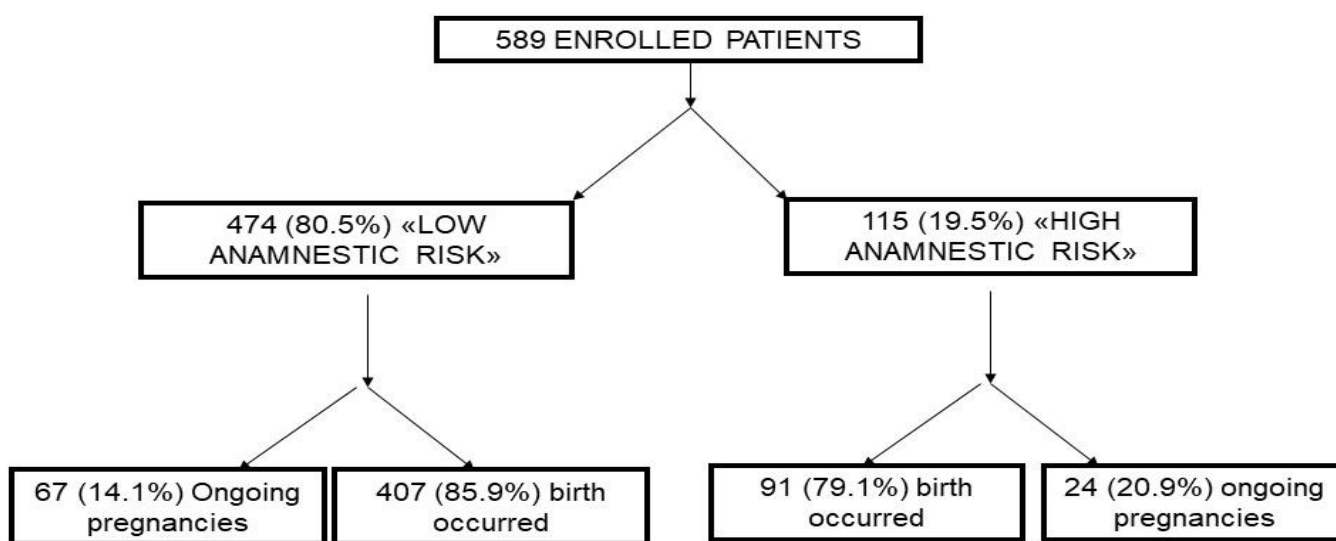 589 ENROLLED PATIENTS
474 (80.5%) «LOW
ANAMNESTIC RISK»
115 (19.5%) «HIGH
ANAMNESTIC RISK»
67 (14.1%) Ongoing
pregnancies
407 (85.9%) birth
occurred
91 (79.1%) birth
occurred
24 (20.9%) ongoing
pregnancies